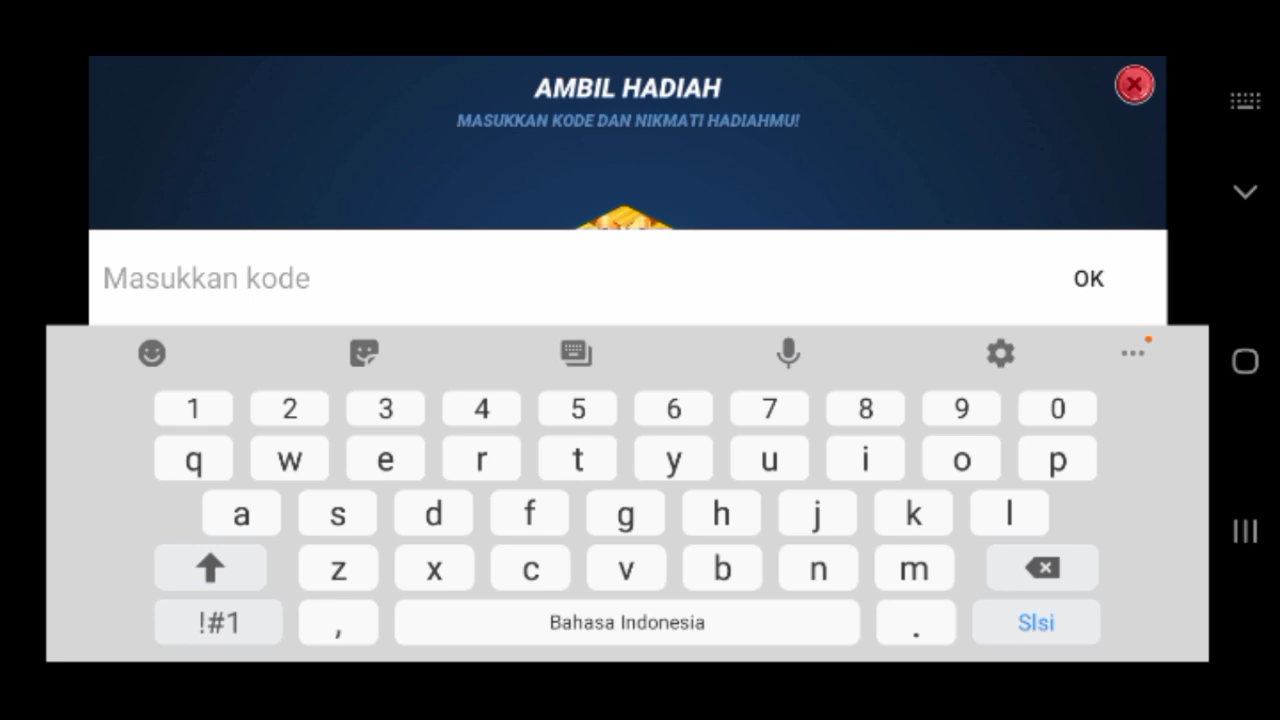 AMBIL HADIAH
MASUKKAN KODE DAN NIKMATI HADIAHMU!
Masukkan kode
OK
1 2 3 4 5 6 7 8 9 0
q w e r t y u i o p
a s d f g h j k l
z x c v b n m
!#1 , Bahasa Indonesia . Slsi